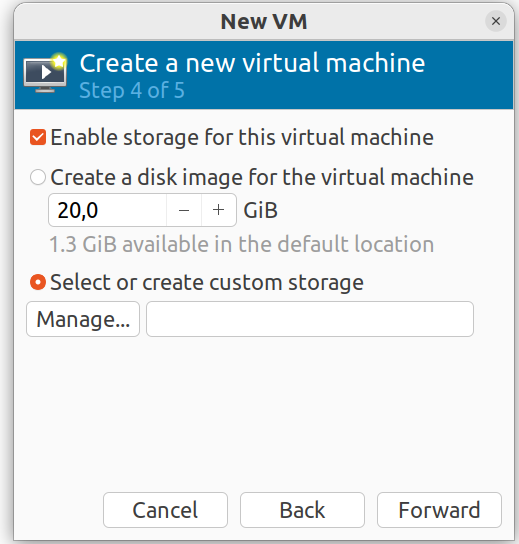 New VM
Create a new virtual machine
Step 4 of 5
Enable storage for this virtual machine
Create a disk image for the virtual machine
20,0 − + GiB
1.3 GiB available in the default location
Select or create custom storage
Manage...
Cancel Back Forward